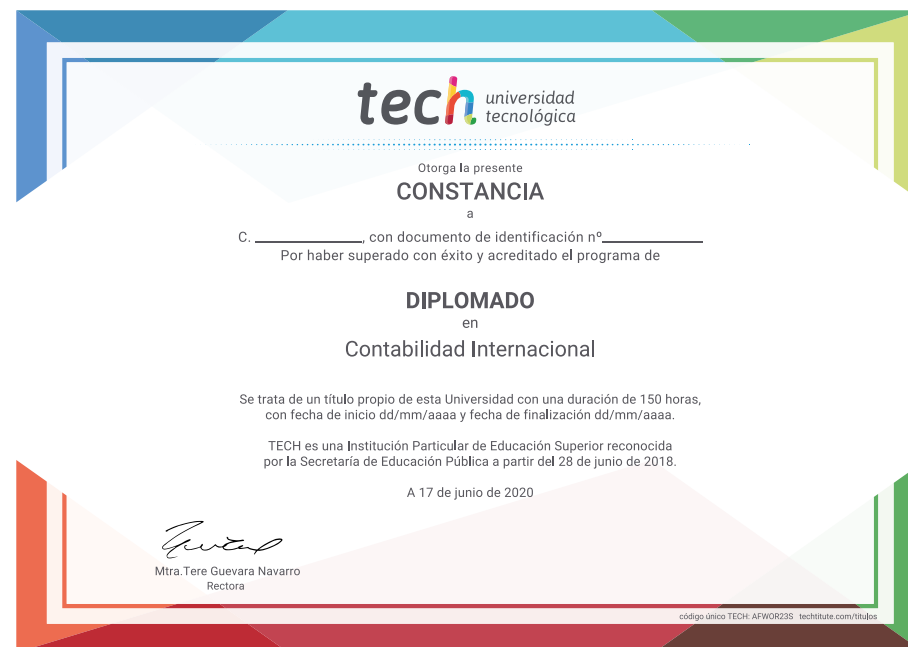 tech universidad
tecnológica
Otorga la presente
CONSTANCIA
a
C. ____________, con documento de identificación nº____________
Por haber superado con éxito y acreditado el programa de
DIPLOMADO
en
Contabilidad Internacional
Se trata de un título propio de esta Universidad con una duración de 150 horas,
con fecha de inicio dd/mm/aaaa y fecha de finalización dd/mm/aaaa.
TECH es una Institución Particular de Educación Superior reconocida
por la Secretaría de Educación Pública a partir del 28 de junio de 2018.
A 17 de junio de 2020
Mtra.Tere Guevara Navarro
Rectora
código único TECH: AFWOR23S techtitute.com/titulos